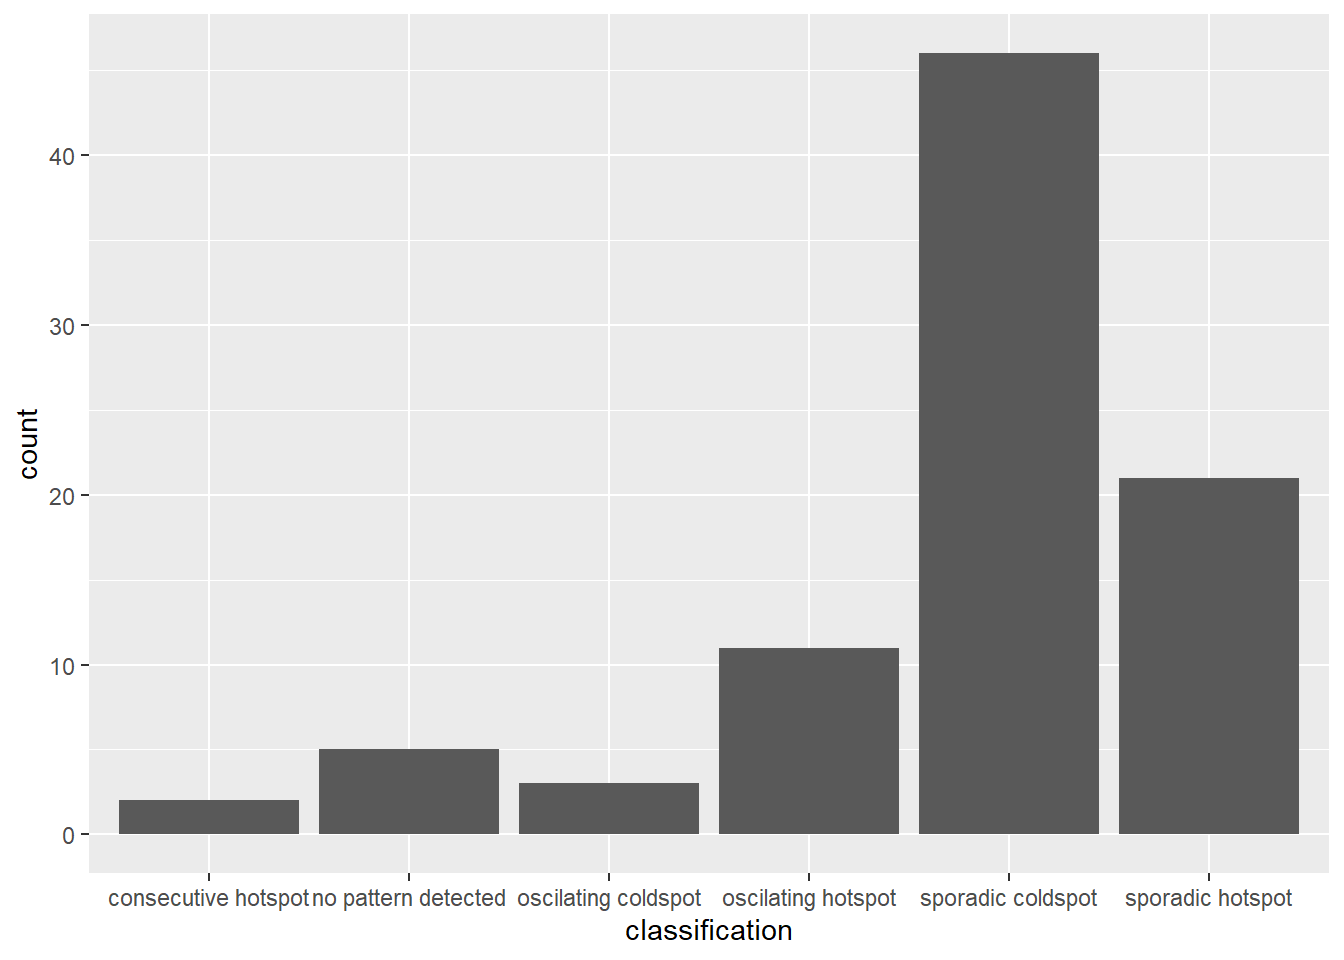 40
30
20
10
0
count
consecutive hotspot no pattern detected oscilating coldspot oscilating hotspot sporadic coldspot sporadic hotspot
classification